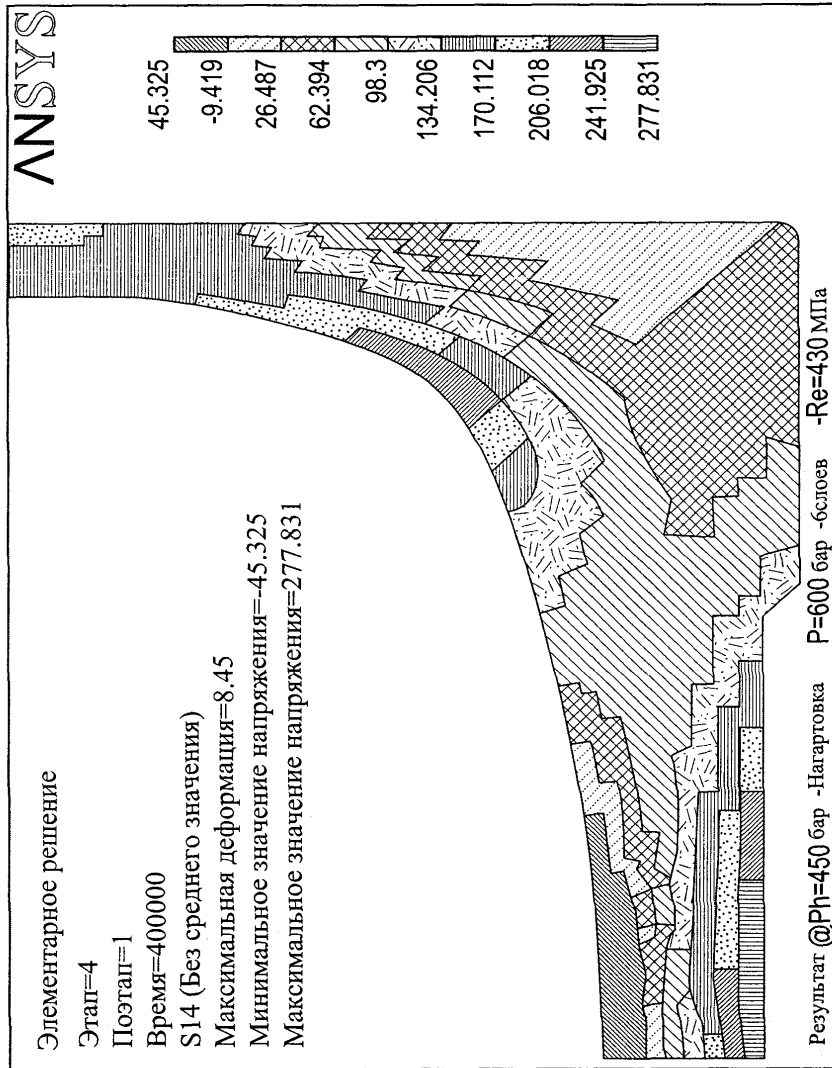 ANSYS
Элементарное решение
Этап=4
Поэтап=1
Время=400000
S14 (Без среднего значения)
Максимальная деформация=8.45
Минимальное значение напряжения=-45.325
Максимальное значение напряжения=277.831
45.325
-9.419
26.487
62.394
98.3
134.206
170.112
206.018
241.925
277.831
Результат @Ph=450 бар -Нагартовка P=600 бар -6слоев -Re=430 МПа